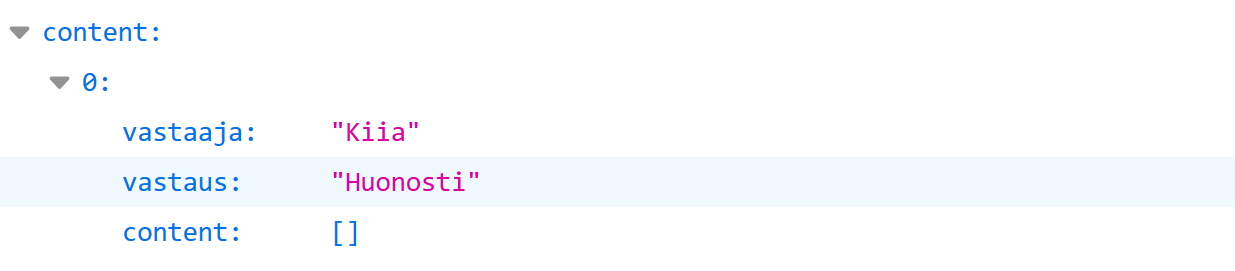 content:
0:
vastaaja: "Kiia"
vastaus: "Huonosti"
content: []